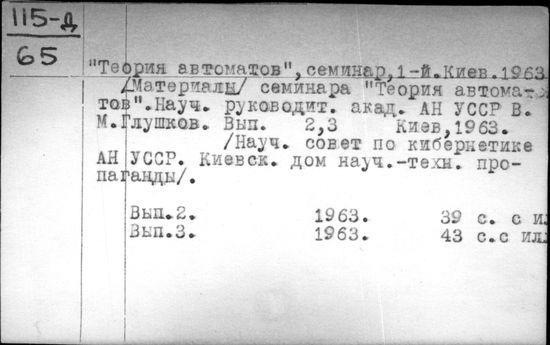 115-д
65
"Теория автоматов", семинар, 1-й. Киев. 1963
/Материалы/ семинара "Теория автома-
тов". Науч. руководит. акад. АН УССР В.
М. Глушков. Вып. 2,3 Киев, 1963.
/Науч. совет по кибернетике
АН УССР. Киевск. дом науч.-техн. про-
паганды/.
Вып.2. 1963. 39 с. с ил
Вып.3. 1963. 43 с. с ил